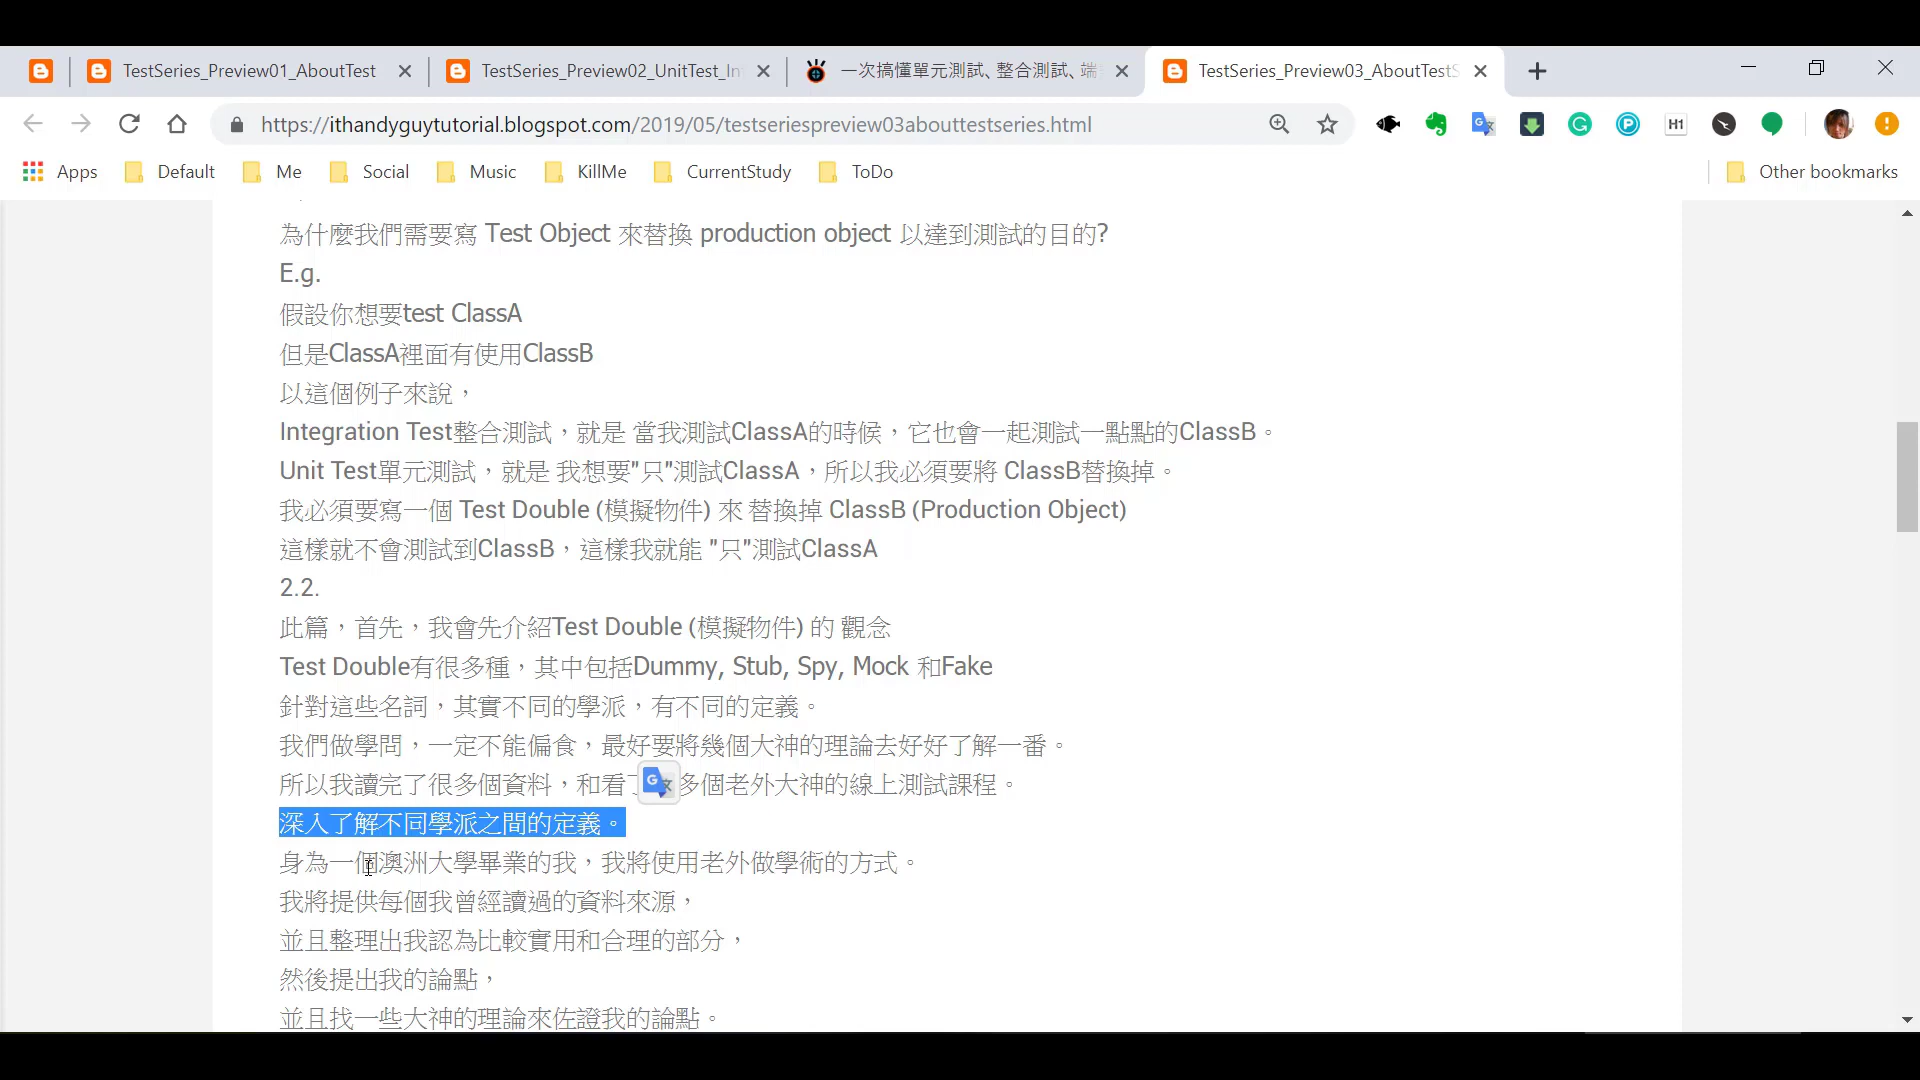 TestSeries_Preview01_AboutTest
TestSeries_Preview02_UnitTest_In
一次搞懂單元測試、整合測試、端
TestSeries_Preview03_AboutTestS
https://ithandyguytutorial.blogspot.com/2019/05/testseriespreview03abouttestseries.html
H1
Apps
Default
Me
Social
Music
KillMe
CurrentStudy
ToDo
Other bookmarks
為什麼我們需要寫 Test Object 來替換 production object 以達到測試的目的?
E.g.
假設你想要test ClassA
但是ClassA裡面有使用ClassB
以這個例子來說，
Integration Test整合測試，就是 當我測試ClassA的時候，它也會一起測試一點點的ClassB。
Unit Test單元測試，就是 我想要"只"測試ClassA，所以我必須要將 ClassB替換掉。
我必須要寫一個 Test Double (模擬物件) 來 替換掉 ClassB (Production Object)
這樣就不會測試到ClassB，這樣我就能 "只"測試ClassA
2.2.
此篇，首先，我會先介紹Test Double (模擬物件) 的 觀念
Test Double有很多種，其中包括Dummy, Stub, Spy, Mock 和Fake
針對這些名詞，其實不同的學派，有不同的定義。
我們做學問，一定不能偏食，最好要將幾個大神的理論去好好了解一番。
所以我讀完了很多個資料，和看了多個老外大神的線上測試課程。
深入了解不同學派之間的定義。
身為一個澳洲大學畢業的我，我將使用老外做學術的方式。
我將提供每個我曾經讀過的資料來源，
並且整理出我認為比較實用和合理的部分，
然後提出我的論點，
並且找一些大神的理論來佐證我的論點。